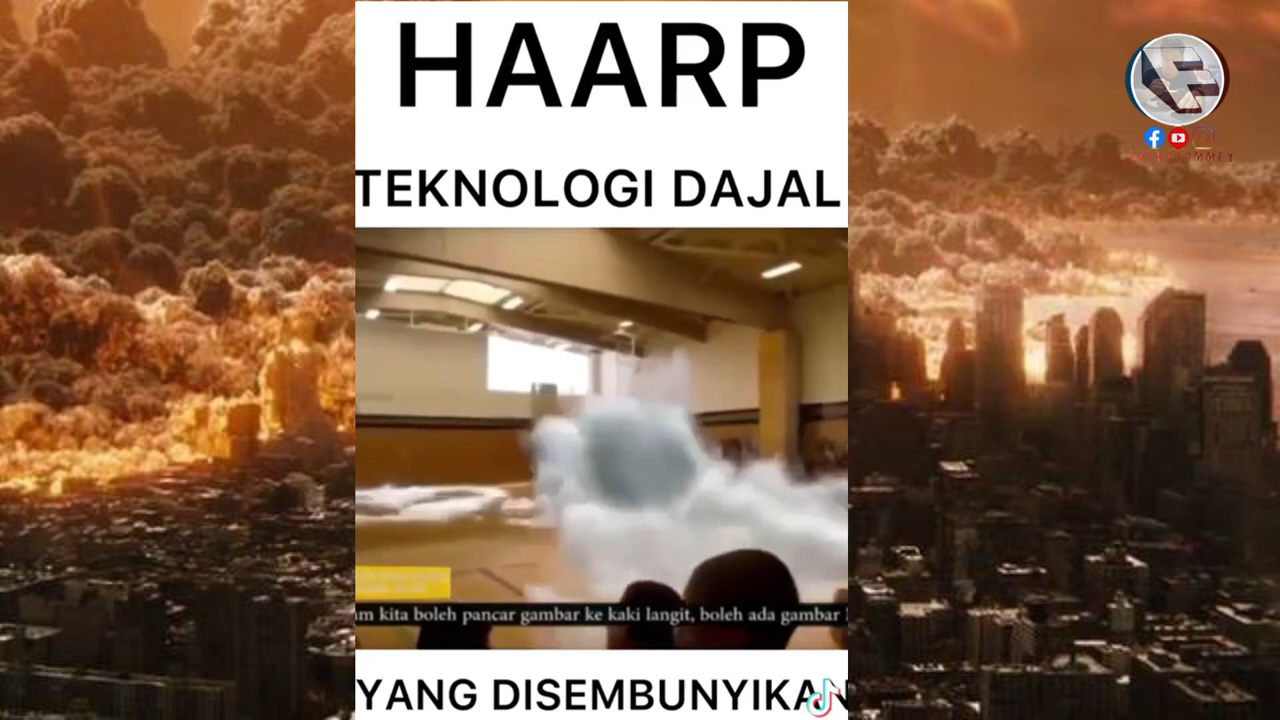 HAARP
TEKNOLOGI DAJAL
kita boleh pancar gambar ke kaki langit, boleh ada gambar
YANG DISEMBUNYIKAN